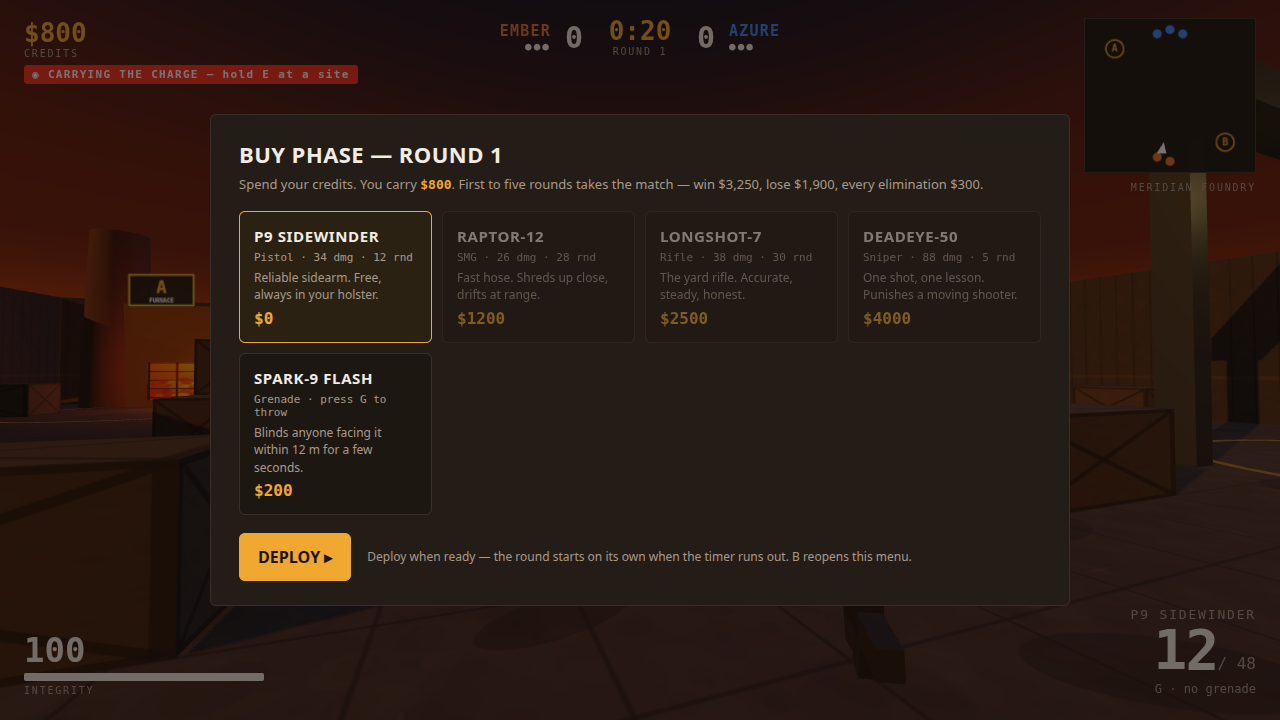 $800
CREDITS
◉ CARRYING THE CHARGE — hold E at a site
EMBER 0 0:20 0 AZURE
ROUND 1
A
B
MERIDIAN FOUNDRY
A
FURNACE
BUY PHASE — ROUND 1
Spend your credits. You carry $800. First to five rounds takes the match — win $3,250, lose $1,900, every elimination $300.
P9 SIDEWINDER
Pistol · 34 dmg · 12 rnd
Reliable sidearm. Free,
always in your holster.
$0
RAPTOR-12
SMG · 26 dmg · 28 rnd
Fast hose. Shreds up close,
drifts at range.
$1200
LONGSHOT-7
Rifle · 38 dmg · 30 rnd
The yard rifle. Accurate,
steady, honest.
$2500
DEADEYE-50
Sniper · 88 dmg · 5 rnd
One shot, one lesson.
Punishes a moving shooter.
$4000
SPARK-9 FLASH
Grenade · press G to
throw
Blinds anyone facing it
within 12 m for a few
seconds.
$200
DEPLOY ▸
Deploy when ready — the round starts on its own when the timer runs out. B reopens this menu.
100
INTEGRITY
P9 SIDEWINDER
12 / 48
G · no grenade